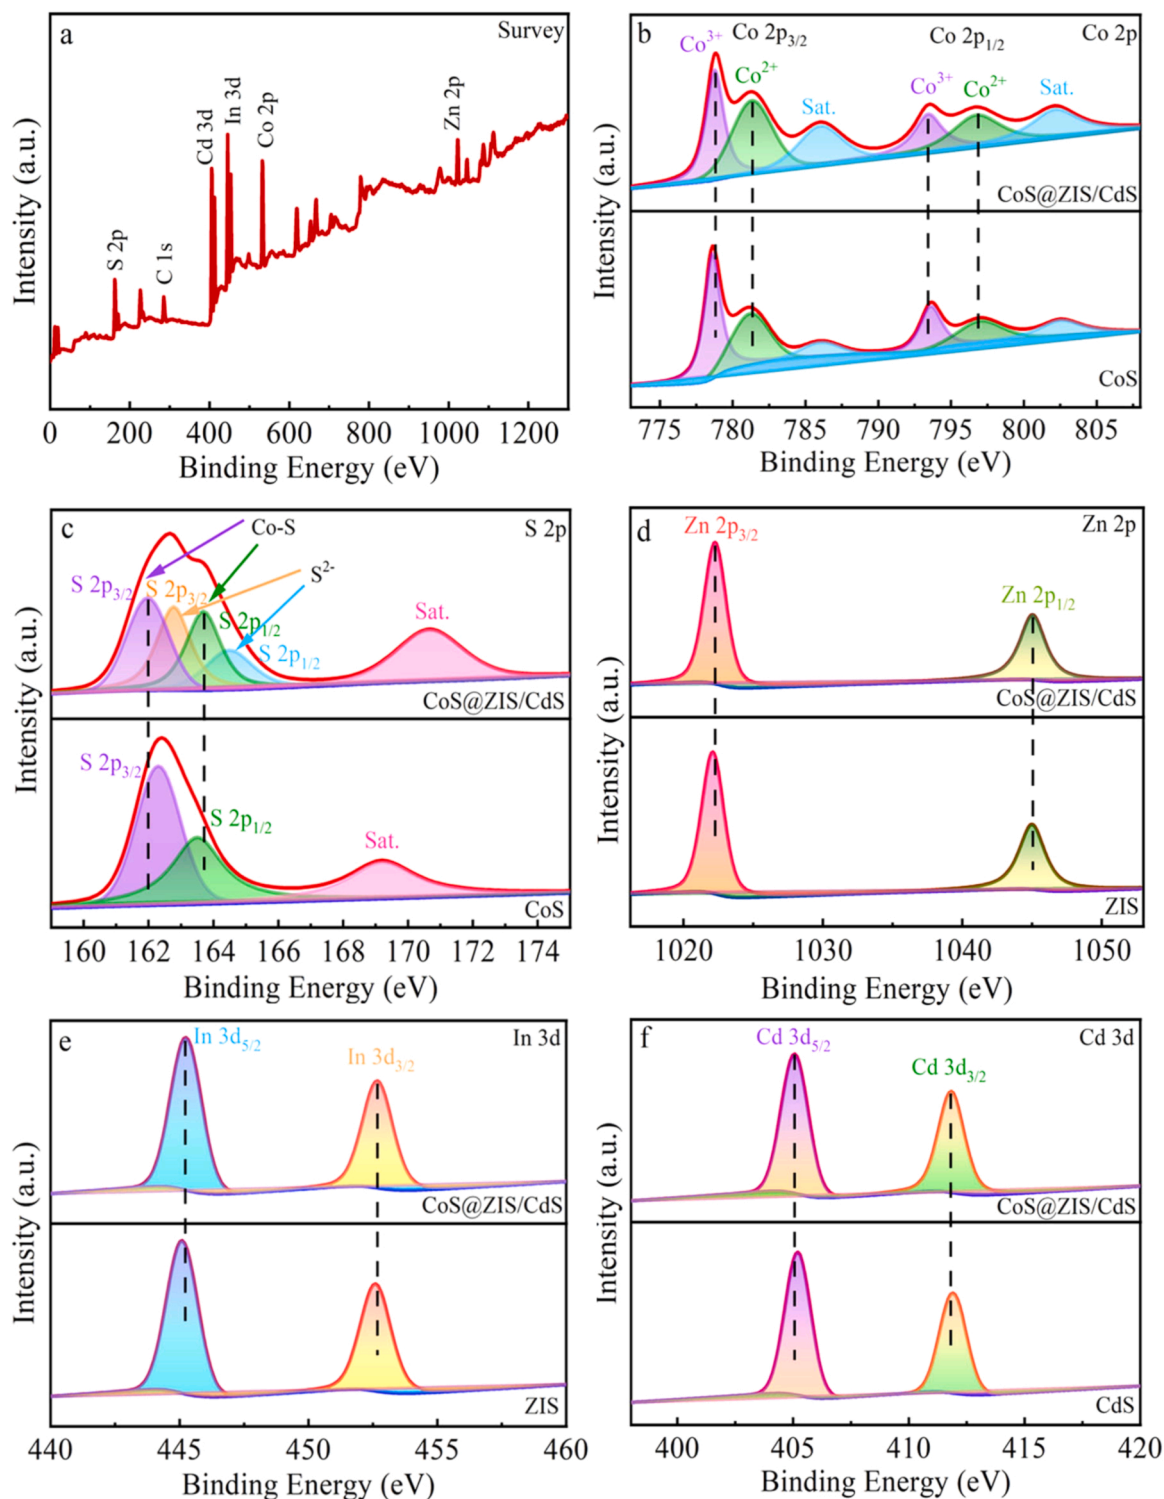 a
Survey
S 2p
C 1s
Cd 3d
In 3d
Co 2p
Zn 2p
Intensity (a.u.)
0 200 400 600 800 1000 1200
Binding Energy (eV)
b
Co³⁺
Co 2p₃/₂
Co²⁺
Sat.
Co 2p₁/₂
Co³⁺
Co²⁺
Sat.
Co 2p
CoS@ZIS/CdS
CoS
Intensity (a.u.)
775 780 785 790 795 800 805
Binding Energy (eV)
c
Co-S
S 2p
S²⁻
S 2p₃/₂
S 2p₃/₂
S 2p₁/₂
S 2p₁/₂
Sat.
CoS@ZIS/CdS
S 2p₃/₂
S 2p₁/₂
Sat.
CoS
Intensity (a.u.)
160 162 164 166 168 170 172 174
Binding Energy (eV)
d
Zn 2p₃/₂
Zn 2p
Zn 2p₁/₂
CoS@ZIS/CdS
ZIS
Intensity (a.u.)
1020 1030 1040 1050
Binding Energy (eV)
e
In 3d₅/₂
In 3d
In 3d₃/₂
CoS@ZIS/CdS
ZIS
Intensity (a.u.)
440 445 450 455 460
Binding Energy (eV)
f
Cd 3d₅/₂
Cd 3d
Cd 3d₃/₂
CoS@ZIS/CdS
CdS
Intensity (a.u.)
400 405 410 415 420
Binding Energy (eV)